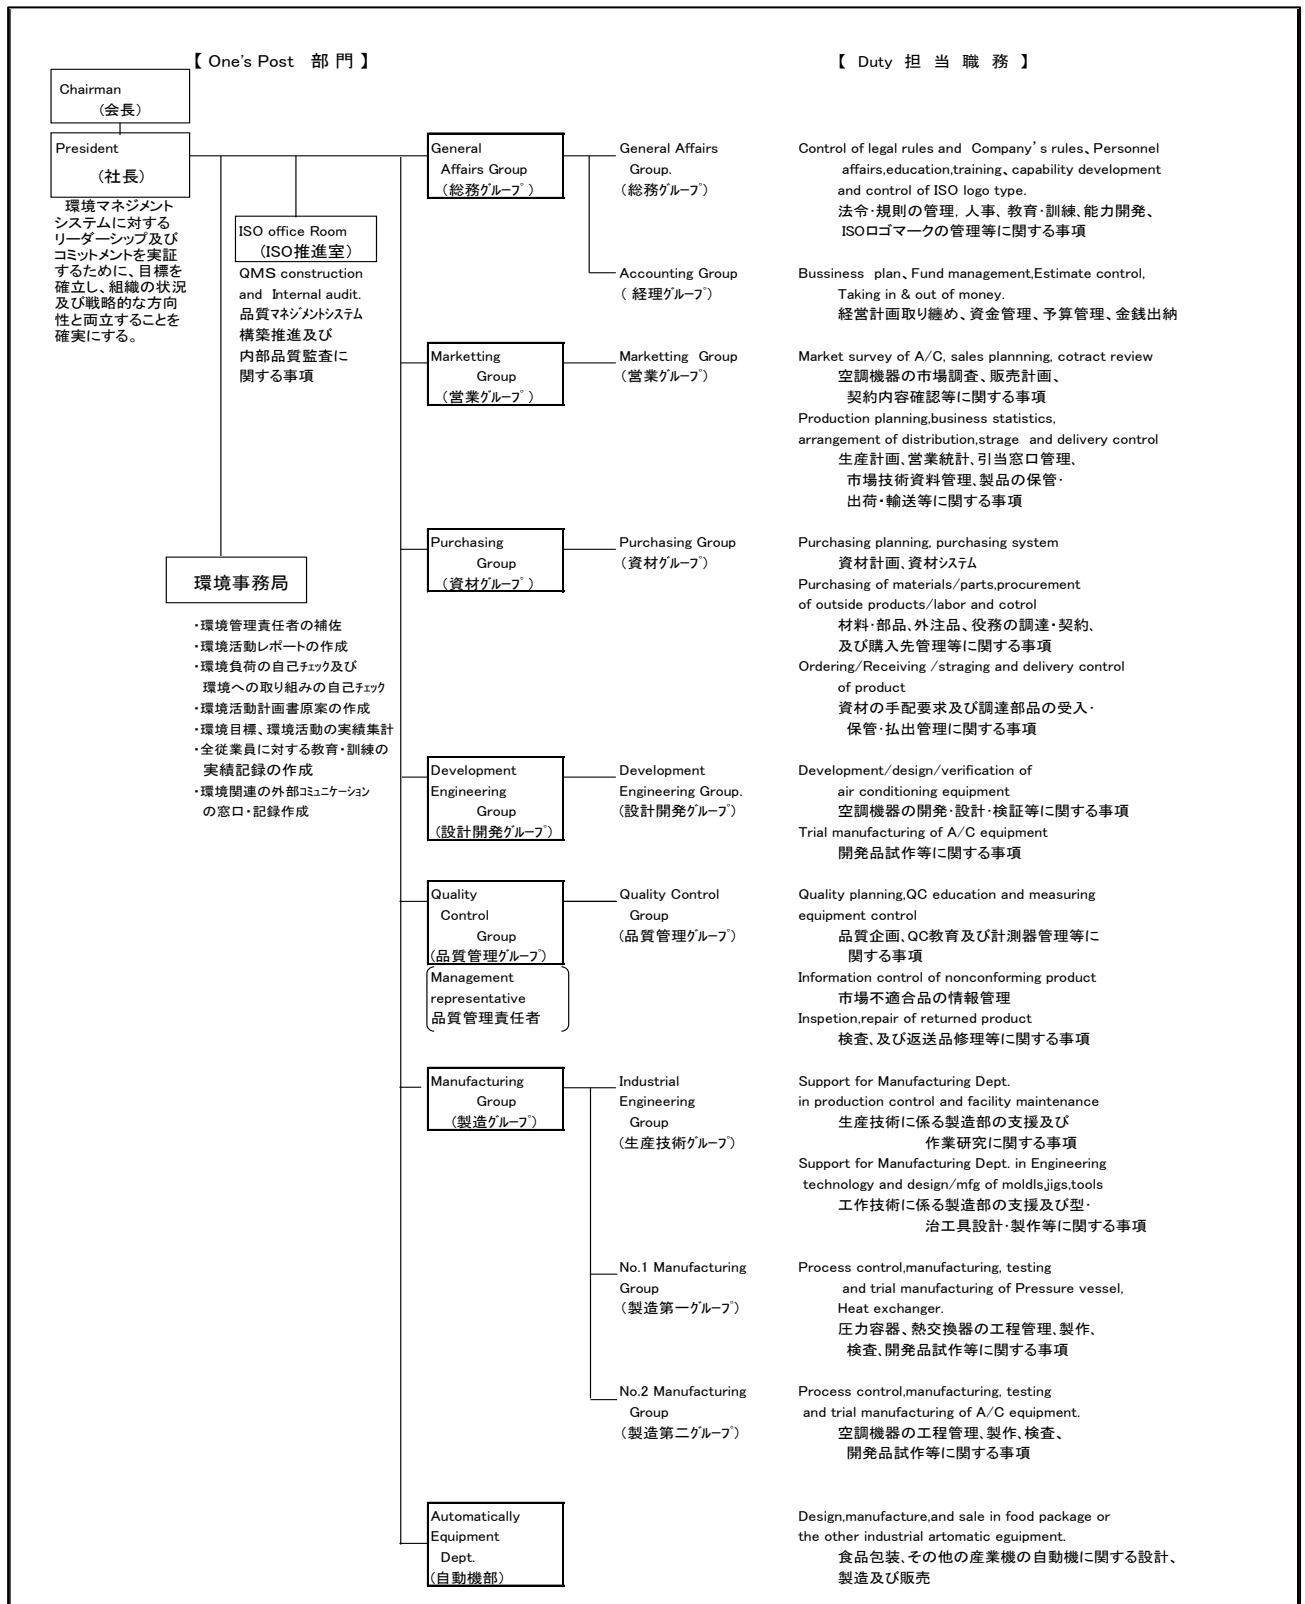 【 One's Post 部 門 】
【 Duty 担 当 職 務 】
Chairman
(会長)
President
(社長)
環境マネジメント
システムに対する
リーダーシップ及び
コミットメントを実証
するために、目標を
確立し、組織の状況
及び戦略的な方向
性と両立することを
確実にする。
ISO office Room
(ISO推進室)
QMS construction
and Internal audit.
品質マネジメントシステム
構築推進及び
内部品質監査に
関する事項
環境事務局
・環境管理責任者の補佐
・環境活動レポートの作成
・環境負荷の自己チェック及び
環境への取り組みの自己チェック
・環境活動計画書原案の作成
・環境目標、環境活動の実績集計
・全従業員に対する教育・訓練の
実績記録の作成
・環境関連の外部コミュニケーション
の窓口・記録作成
General
Affairs Group
(総務グループ)
General Affairs
Group.
(総務グループ)
Control of legal rules and Company's rules、Personnel
affairs,education,training、capability development
and control of ISO logo type.
法令・規則の管理, 人事、教育・訓練、能力開発、
ISOロゴマークの管理等に関する事項
Accounting Group
( 経理グループ)
Bussiness plan、Fund management,Estimate control,
Taking in & out of money.
経営計画取り纏め、資金管理、予算管理、金銭出納
Marketting
Group
(営業グループ)
Marketting Group
(営業グループ)
Market survey of A/C, sales plannning, cotract review
空調機器の市場調査、販売計画、
契約内容確認等に関する事項
Production planning,business statistics,
arrangement of distribution,strage and delivery control
生産計画、営業統計、引当窓口管理、
市場技術資料管理、製品の保管・
出荷・輸送等に関する事項
Purchasing
Group
(資材グループ)
Purchasing Group
(資材グループ)
Purchasing planning, purchasing system
資材計画、資材システム
Purchasing of materials/parts,procurement
of outside products/labor and cotrol
材料・部品、外注品、役務の調達・契約、
及び購入先管理等に関する事項
Ordering/Receiving /straging and delivery control
of product
資材の手配要求及び調達部品の受入・
保管・払出管理に関する事項
Development
Engineering
Group
(設計開発グループ)
Development
Engineering Group.
(設計開発グループ)
Development/design/verification of
air conditioning equipment
空調機器の開発・設計・検証等に関する事項
Trial manufacturing of A/C equipment
開発品試作等に関する事項
Quality
Control
Group
(品質管理グループ)
Management
representative
品質管理責任者
Quality Control
Group
(品質管理グループ)
Quality planning,QC education and measuring
equipment control
品質企画、QC教育及び計測器管理等に
関する事項
Information control of nonconforming product
市場不適合品の情報管理
Inspetion,repair of returned product
検査、及び返送品修理等に関する事項
Manufacturing
Group
(製造グループ)
Industrial
Engineering
Group
(生産技術グループ)
Support for Manufacturing Dept.
in production control and facility maintenance
生産技術に係る製造部の支援及び
作業研究に関する事項
Support for Manufacturing Dept. in Engineering
technology and design/mfg of moldls,jigs,tools
工作技術に係る製造部の支援及び型・
治工具設計・製作等に関する事項
No.1 Manufacturing
Group
(製造第一グループ)
Process control,manufacturing, testing
and trial manufacturing of Pressure vessel,
Heat exchanger.
圧力容器、熱交換器の工程管理、製作、
検査、開発品試作等に関する事項
No.2 Manufacturing
Group
(製造第二グループ)
Process control,manufacturing, testing
and trial manufacturing of A/C equipment.
空調機器の工程管理、製作、検査、
開発品試作等に関する事項
Automatically
Equipment
Dept.
(自動機部)
Design,manufacture,and sale in food package or
the other industrial artomatic eguipment.
食品包装、その他の産業機の自動機に関する設計、
製造及び販売